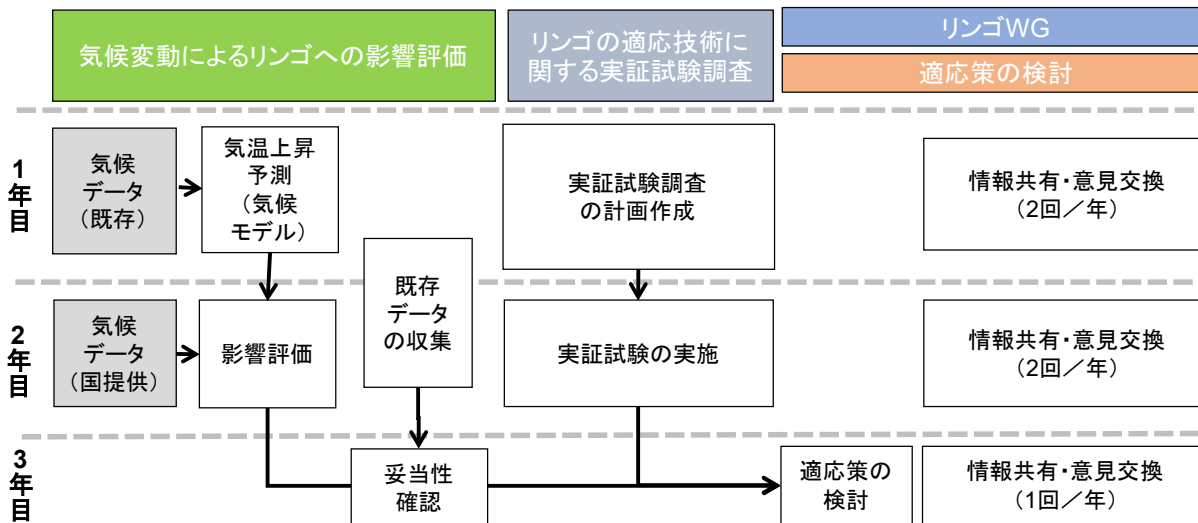 気候変動によるリンゴへの影響評価
リンゴの適応技術に
関する実証試験調査
リンゴWG
適応策の検討
1年目
気候
データ
（既存）
気温上昇
予測
（気候
モデル）
実証試験調査
の計画作成
情報共有・意見交換
（2回／年）
既存
データ
の収集
2年目
気候
データ
（国提供）
影響評価
実証試験の実施
情報共有・意見交換
（2回／年）
3年目
妥当性
確認
適応策の
検討
情報共有・意見交換
（1回／年）